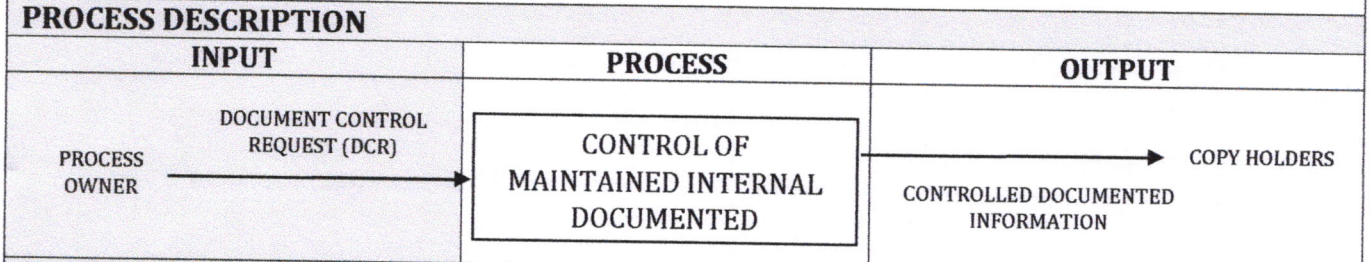 PROCESS DESCRIPTION
INPUT
PROCESS
OUTPUT
DOCUMENT CONTROL
REQUEST (DCR)
PROCESS
OWNER
CONTROL OF
MAINTAINED INTERNAL
DOCUMENTED
COPY HOLDERS
CONTROLLED DOCUMENTED
INFORMATION